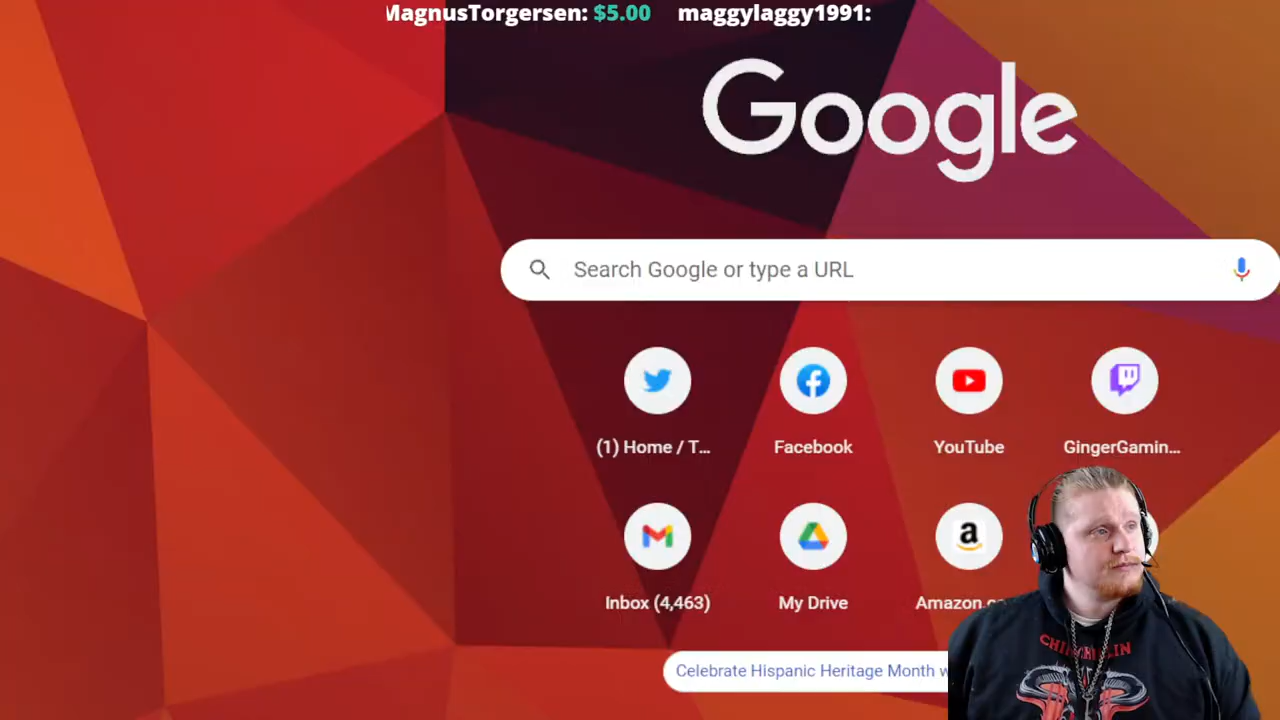 MagnusTorgersen: $5.00 maggylaggy1991:
Google
Search Google or type a URL
(1) Home / T...
Facebook
YouTube
GingerGamin...
Inbox (4,463)
My Drive
Amazon.c
Celebrate Hispanic Heritage Month